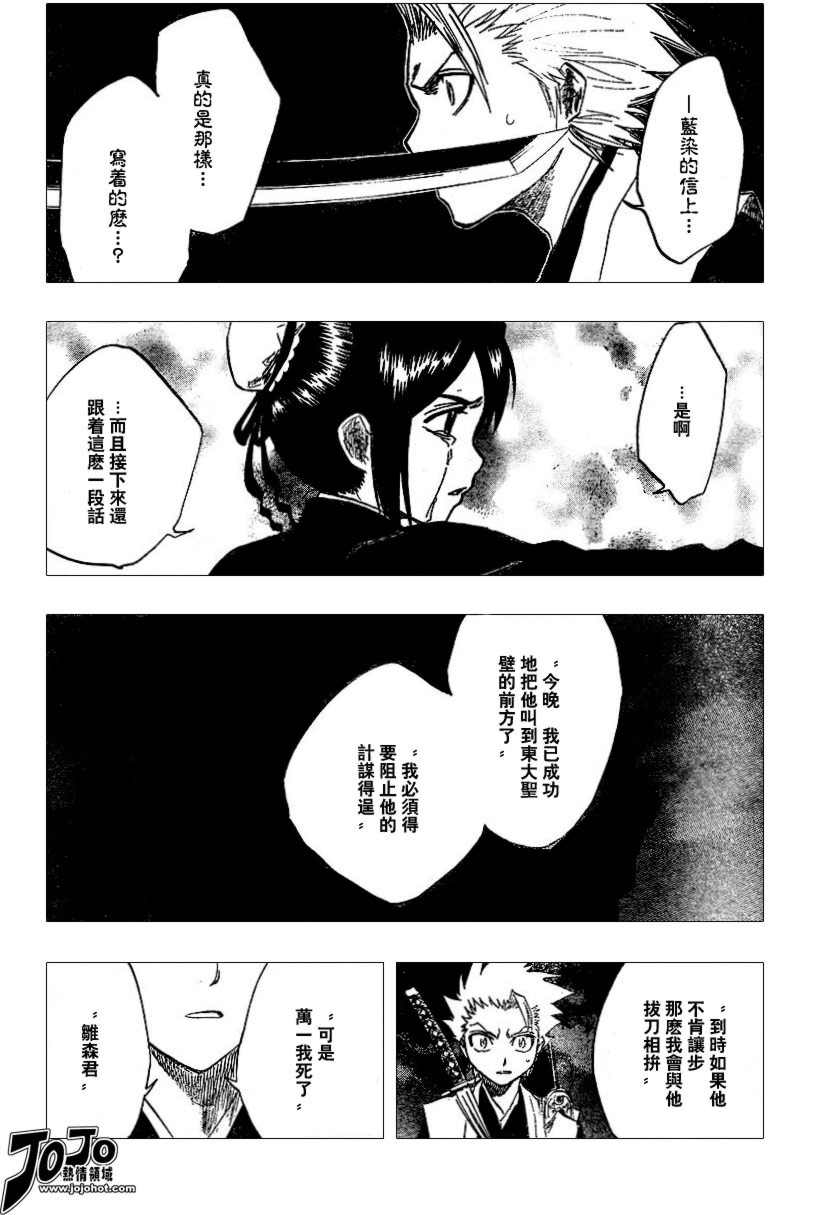 —藍染的信上…
真的是那樣…
寫着的麽…？
…是啊
…而且接下來還
跟着這麽一段話
〝今晚　我已成功
地把他叫到東大聖
壁的前方了〞
〝我必須得
要阻止他的
計謀得逞〞
〝到時如果他
不肯讓步
那麽我會與他
拔刀相拚〞
〝可是
萬一我死了〞
〝雛森君〞
JOJO
熱情領域
www.jojohot.com